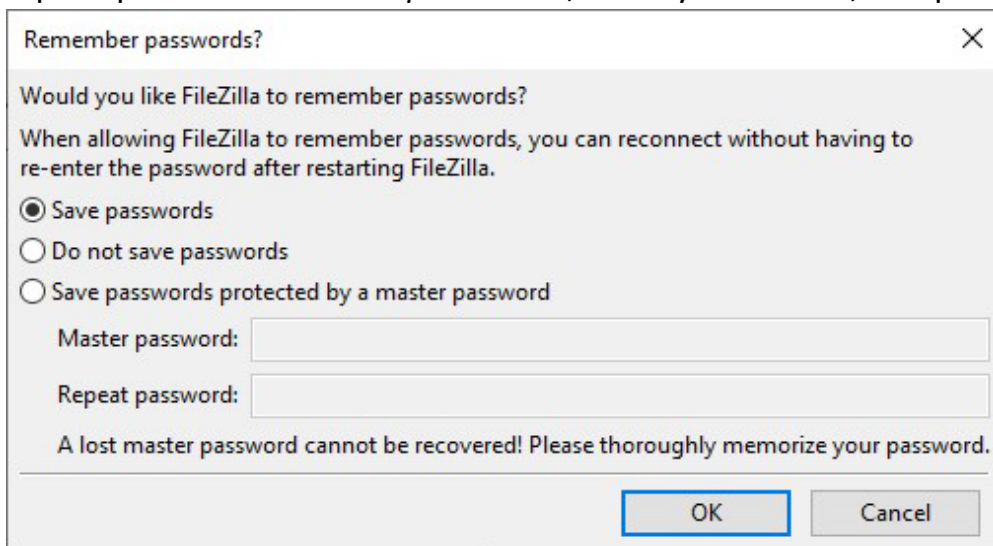 Remember passwords?
Would you like FileZilla to remember passwords?
When allowing FileZilla to remember passwords, you can reconnect without having to
re-enter the password after restarting FileZilla.
Save passwords
Do not save passwords
Save passwords protected by a master password
Master password:
Repeat password:
A lost master password cannot be recovered! Please thoroughly memorize your password.
OK Cancel